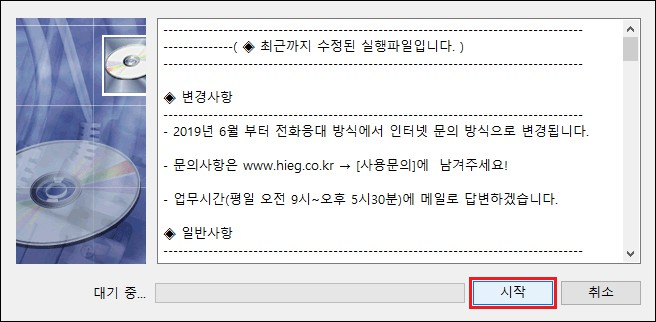 --------------------------------------------------------------------
--------------( ◈ 최근까지 수정된 실행파일입니다. )
--------------------------------------------------------------------
◈ 변경사항
--------------------------------------------------------------------
- 2019년 6월 부터 전화응대 방식에서 인터넷 문의 방식으로 변경됩니다.
- 문의사항은 www.hieg.co.kr → [사용문의]에 남겨주세요!
- 업무시간(평일 오전 9시~오후 5시30분)에 메일로 답변하겠습니다.
◈ 일반사항
--------------------------------------------------------------------
대기 중... 시작 취소